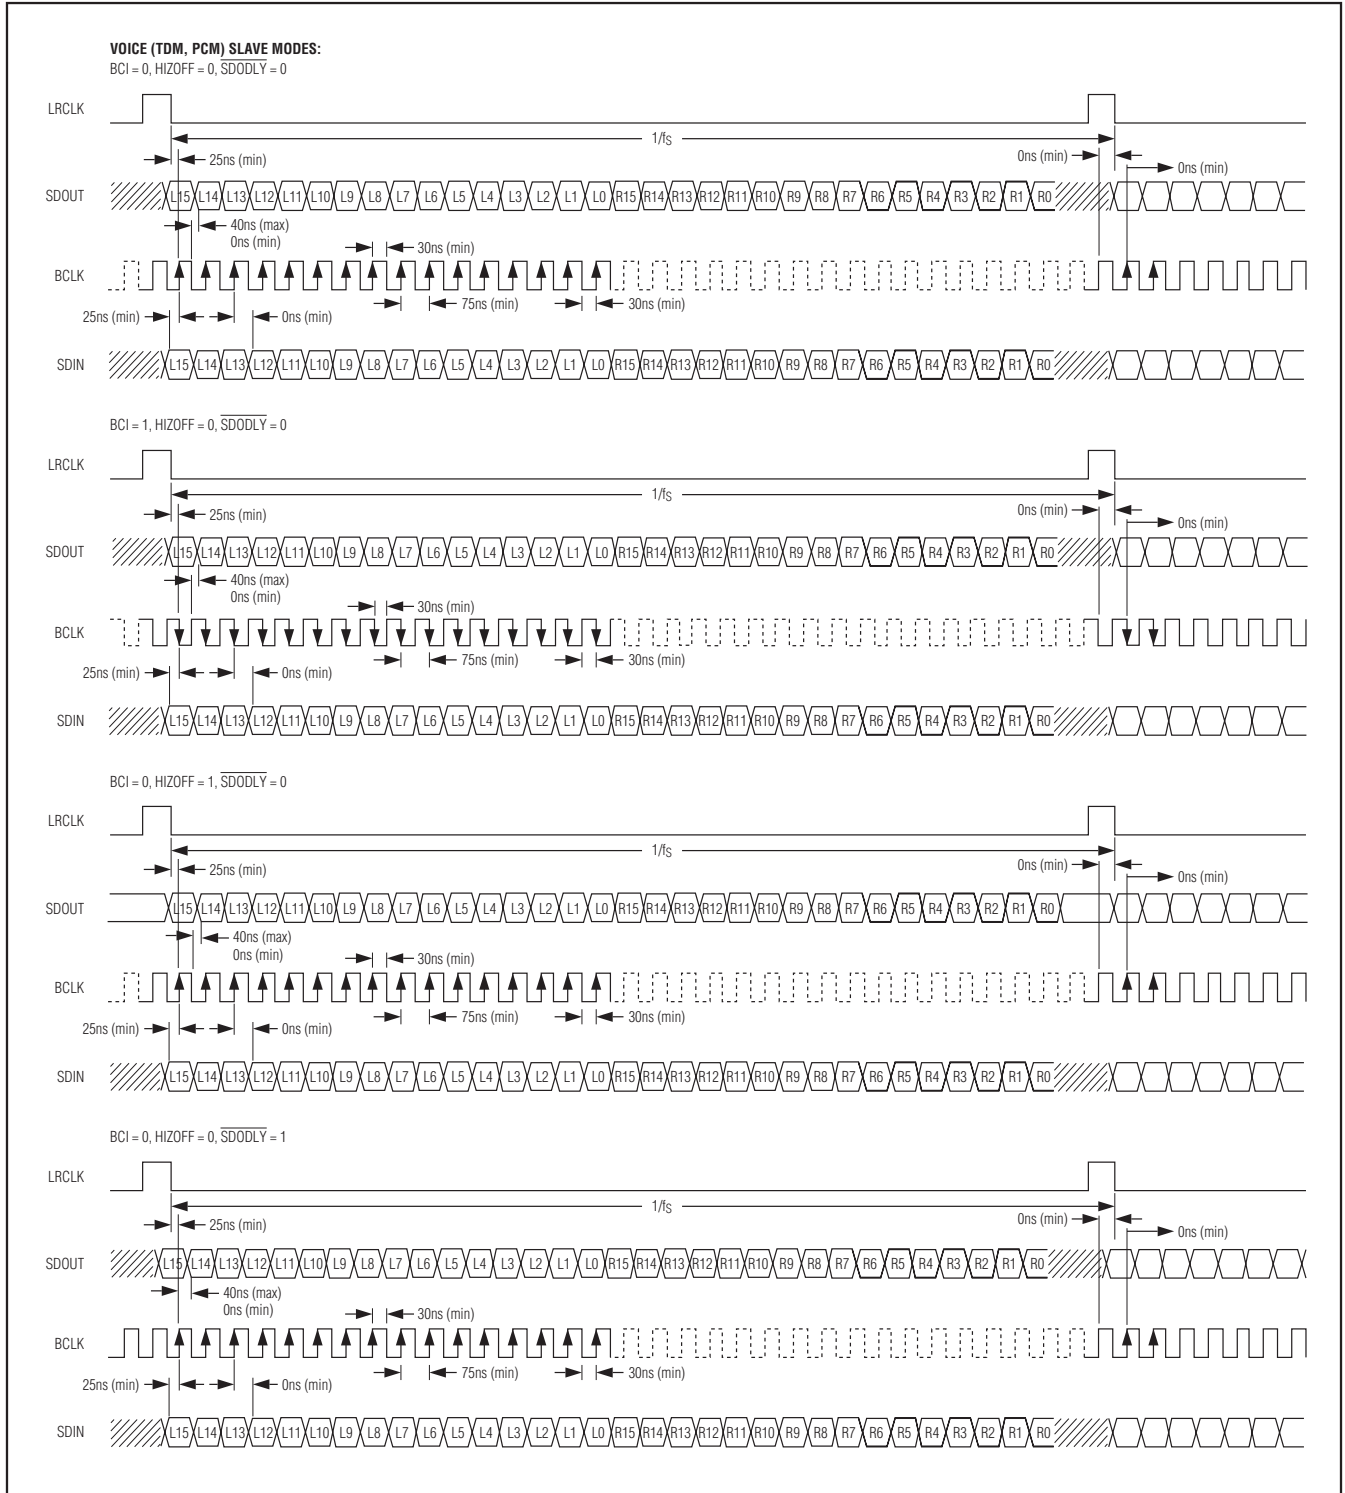 VOICE (TDM, PCM) SLAVE MODES:
BCI = 0, HIZOFF = 0, SDODLY = 0
LRCLK
1/fS
25ns (min)
0ns (min)
0ns (min)
SDOUT
L15 L14 L13 L12 L11 L10 L9 L8 L7 L6 L5 L4 L3 L2 L1 L0 R15 R14 R13 R12 R11 R10 R9 R8 R7 R6 R5 R4 R3 R2 R1 R0
40ns (max)
0ns (min)
30ns (min)
BCLK
75ns (min)
30ns (min)
25ns (min)
0ns (min)
SDIN
L15 L14 L13 L12 L11 L10 L9 L8 L7 L6 L5 L4 L3 L2 L1 L0 R15 R14 R13 R12 R11 R10 R9 R8 R7 R6 R5 R4 R3 R2 R1 R0
BCI = 1, HIZOFF = 0, SDODLY = 0
LRCLK
1/fS
25ns (min)
0ns (min)
0ns (min)
SDOUT
L15 L14 L13 L12 L11 L10 L9 L8 L7 L6 L5 L4 L3 L2 L1 L0 R15 R14 R13 R12 R11 R10 R9 R8 R7 R6 R5 R4 R3 R2 R1 R0
40ns (max)
0ns (min)
30ns (min)
BCLK
75ns (min)
30ns (min)
25ns (min)
0ns (min)
SDIN
L15 L14 L13 L12 L11 L10 L9 L8 L7 L6 L5 L4 L3 L2 L1 L0 R15 R14 R13 R12 R11 R10 R9 R8 R7 R6 R5 R4 R3 R2 R1 R0
BCI = 0, HIZOFF = 1, SDODLY = 0
LRCLK
1/fS
25ns (min)
0ns (min)
0ns (min)
SDOUT
L15 L14 L13 L12 L11 L10 L9 L8 L7 L6 L5 L4 L3 L2 L1 L0 R15 R14 R13 R12 R11 R10 R9 R8 R7 R6 R5 R4 R3 R2 R1 R0
40ns (max)
0ns (min)
30ns (min)
BCLK
75ns (min)
30ns (min)
25ns (min)
0ns (min)
SDIN
L15 L14 L13 L12 L11 L10 L9 L8 L7 L6 L5 L4 L3 L2 L1 L0 R15 R14 R13 R12 R11 R10 R9 R8 R7 R6 R5 R4 R3 R2 R1 R0
BCI = 0, HIZOFF = 0, SDODLY = 1
LRCLK
1/fS
25ns (min)
0ns (min)
0ns (min)
SDOUT
L15 L14 L13 L12 L11 L10 L9 L8 L7 L6 L5 L4 L3 L2 L1 L0 R15 R14 R13 R12 R11 R10 R9 R8 R7 R6 R5 R4 R3 R2 R1 R0
40ns (max)
0ns (min)
30ns (min)
BCLK
75ns (min)
30ns (min)
25ns (min)
0ns (min)
SDIN
L15 L14 L13 L12 L11 L10 L9 L8 L7 L6 L5 L4 L3 L2 L1 L0 R15 R14 R13 R12 R11 R10 R9 R8 R7 R6 R5 R4 R3 R2 R1 R0